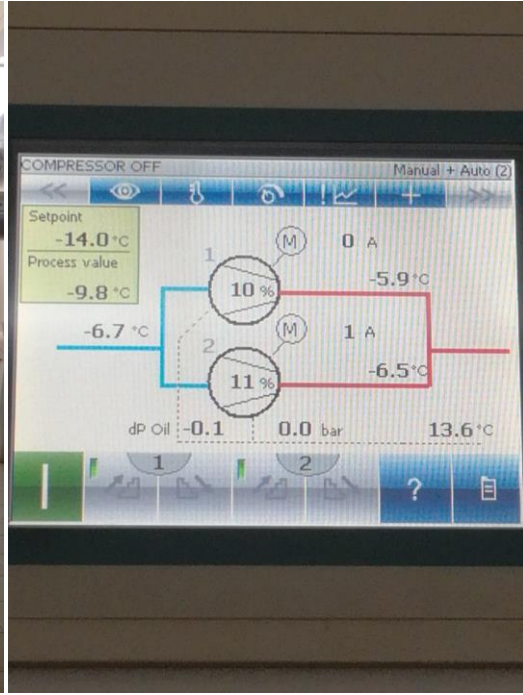 COMPRESSOR OFF
Manual + Auto (2)
Setpoint
-14.0 °C
Process value
-9.8 °C
1
M
0 A
-5.9 °C
10 %
-6.7 °C
M
1 A
2
-6.5 °C
11 %
dP Oil -0.1
0.0 bar
13.6 °C
1
2
?